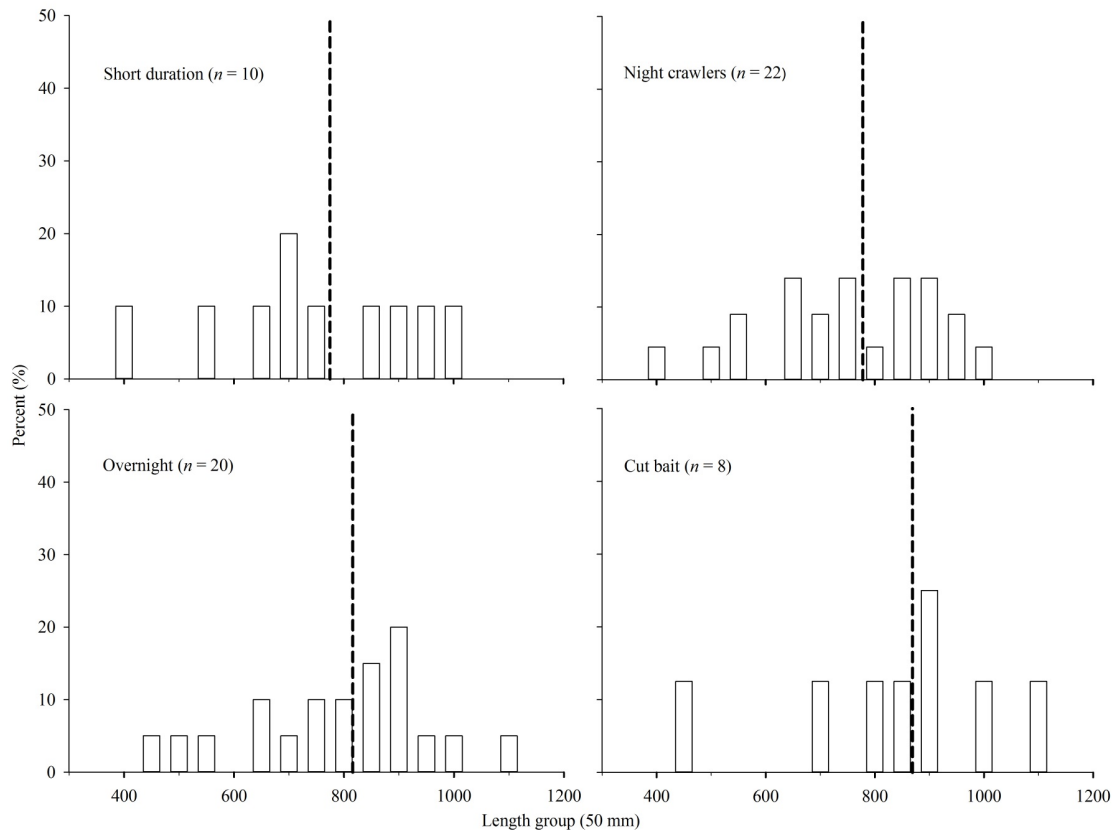 50
40
30
20
10
0
Short duration (n = 10)
Night crawlers (n = 22)
50
40
30
20
10
0
Overnight (n = 20)
Cut bait (n = 8)
Percent (%)
400 600 800 1000 1200
400 600 800 1000 1200
Length group (50 mm)